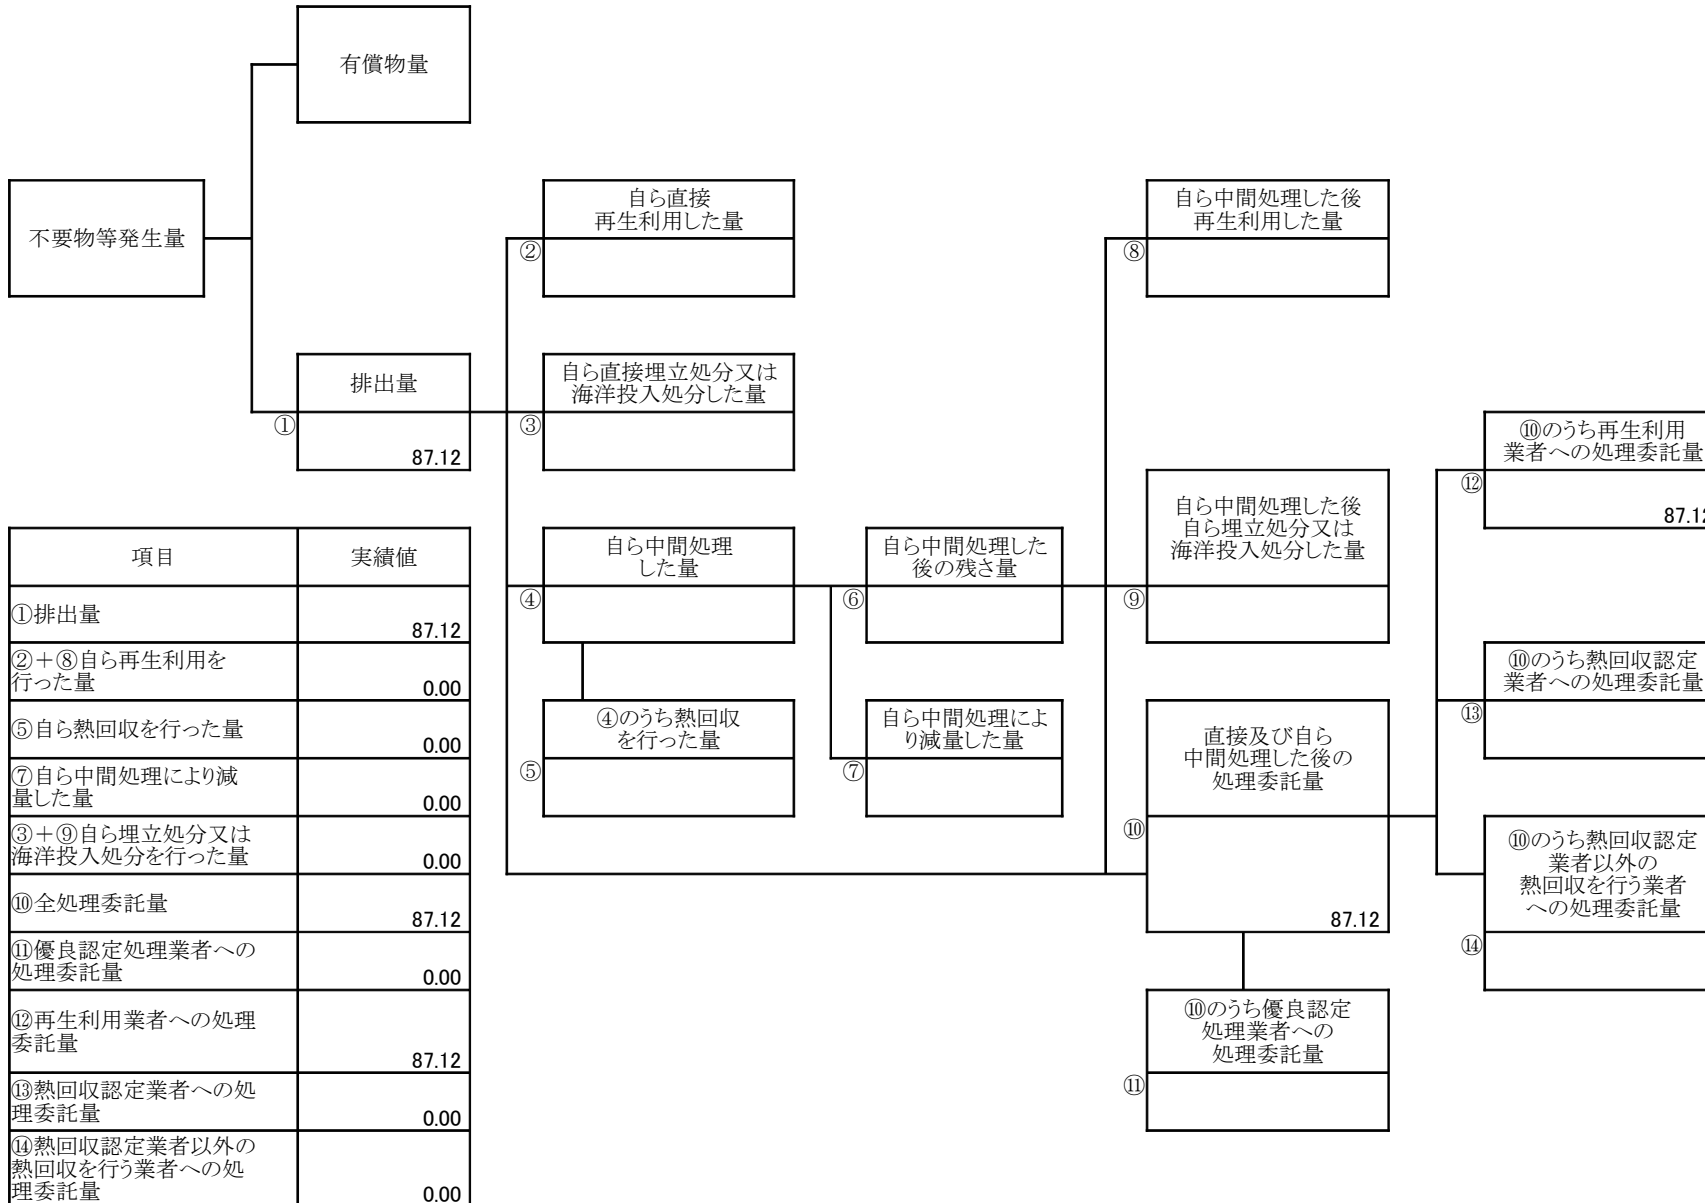 有償物量
不要物等発生量
自ら直接
再生利用した量
②
自ら中間処理した後
再生利用した量
⑧
排出量
①
87.12
自ら直接埋立処分又は
海洋投入処分した量
③
⑩のうち再生利用
業者への処理委託量
⑫
87.12
自ら中間処理
した量
④
自ら中間処理した
後の残さ量
⑥
自ら中間処理した後
自ら埋立処分又は
海洋投入処分した量
⑨
④のうち熱回収
を行った量
⑤
自ら中間処理によ
り減量した量
⑦
直接及び自ら
中間処理した後の
処理委託量
⑩
87.12
⑩のうち熱回収認定
業者への処理委託量
⑬
⑩のうち熱回収認定
業者以外の
熱回収を行う業者
への処理委託量
⑭
⑩のうち優良認定
処理業者への
処理委託量
⑪
項目 実績値
①排出量
87.12
②+⑧自ら再生利用を
行った量
0.00
⑤自ら熱回収を行った量
0.00
⑦自ら中間処理により減
量した量
0.00
③+⑨自ら埋立処分又は
海洋投入処分を行った量
0.00
⑩全処理委託量
87.12
⑪優良認定処理業者への
処理委託量
0.00
⑫再生利用業者への処理
委託量
87.12
⑬熱回収認定業者への処
理委託量
0.00
⑭熱回収認定業者以外の
熱回収を行う業者への処
理委託量
0.00